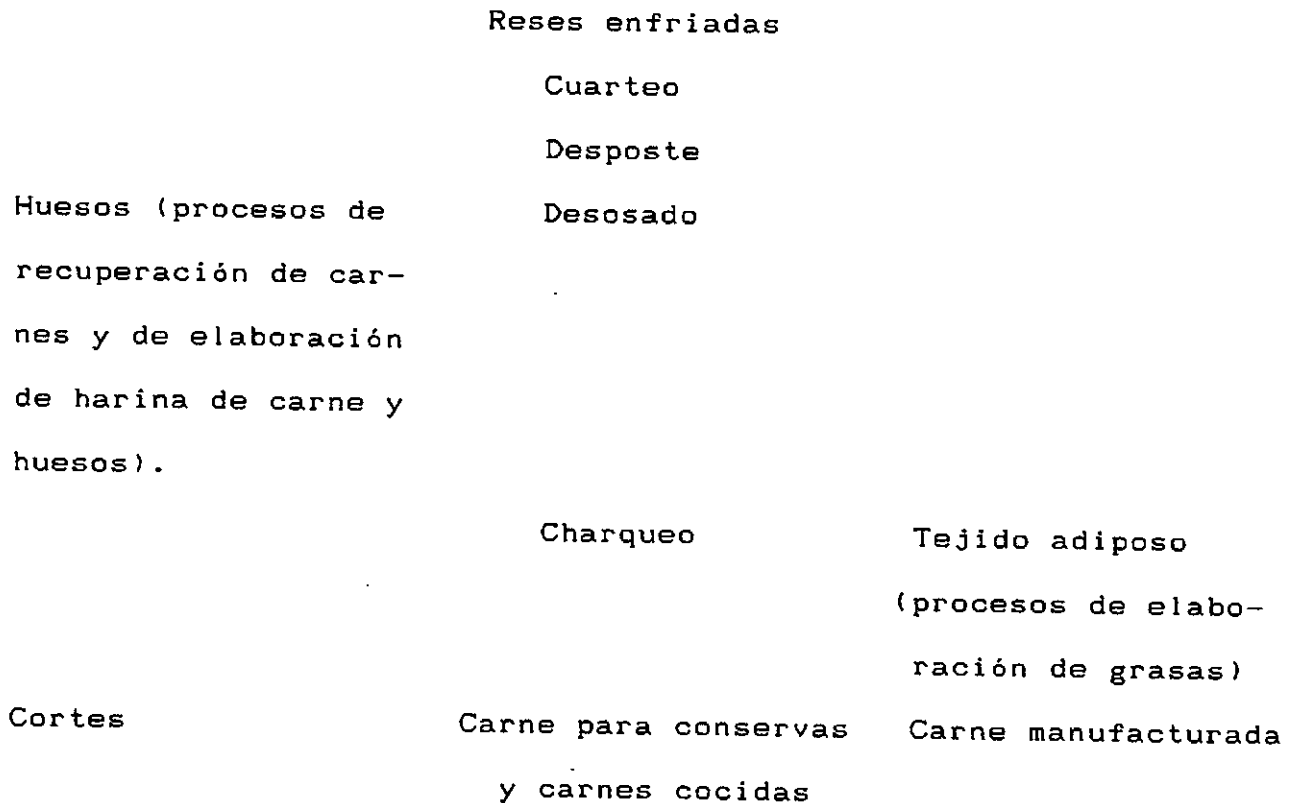 Reses enfriadas
Cuarteo
Desposte
Huesos (procesos de    Desosado
recuperación de car-
nes y de elaboración
de harina de carne y
huesos).
Charqueo    Tejido adiposo
(procesos de elabo-
ración de grasas)
Cortes    Carne para conservas    Carne manufacturada
y carnes cocidas